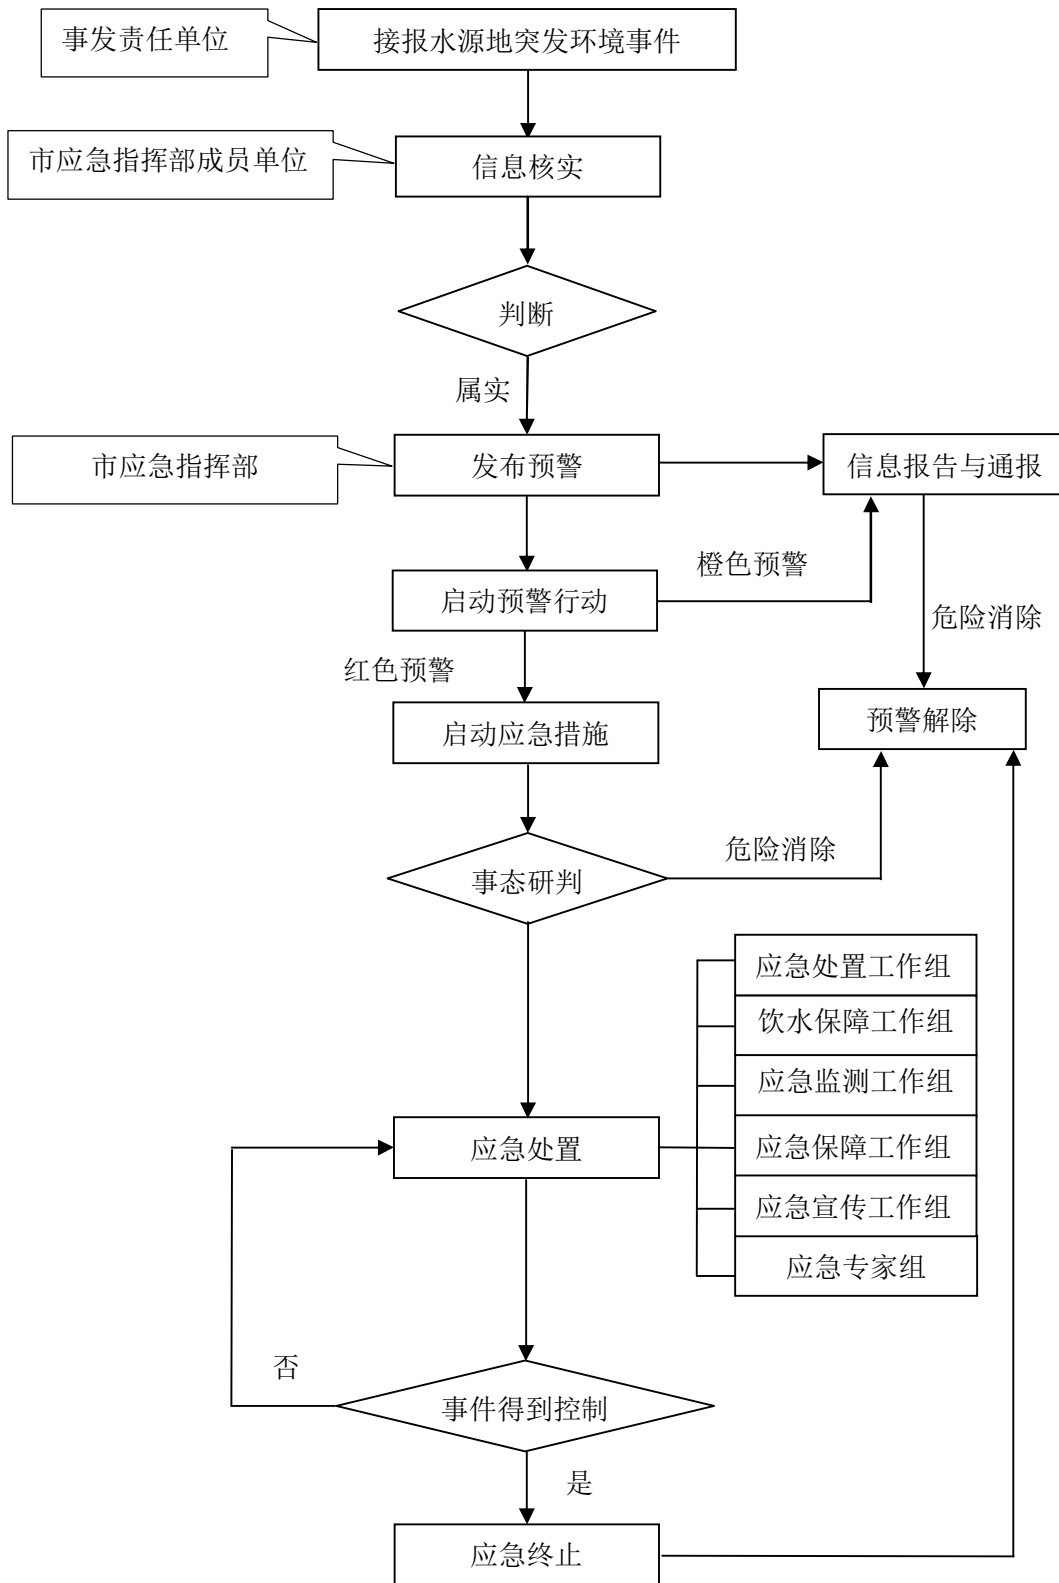 事发责任单位
接报水源地突发环境事件
市应急指挥部成员单位
信息核实
判断
属实
市应急指挥部
发布预警
信息报告与通报
橙色预警
启动预警行动
危险消除
红色预警
启动应急措施
预警解除
危险消除
事态研判
应急处置工作组
饮水保障工作组
应急监测工作组
应急处置
应急保障工作组
应急宣传工作组
应急专家组
否
事件得到控制
是
应急终止